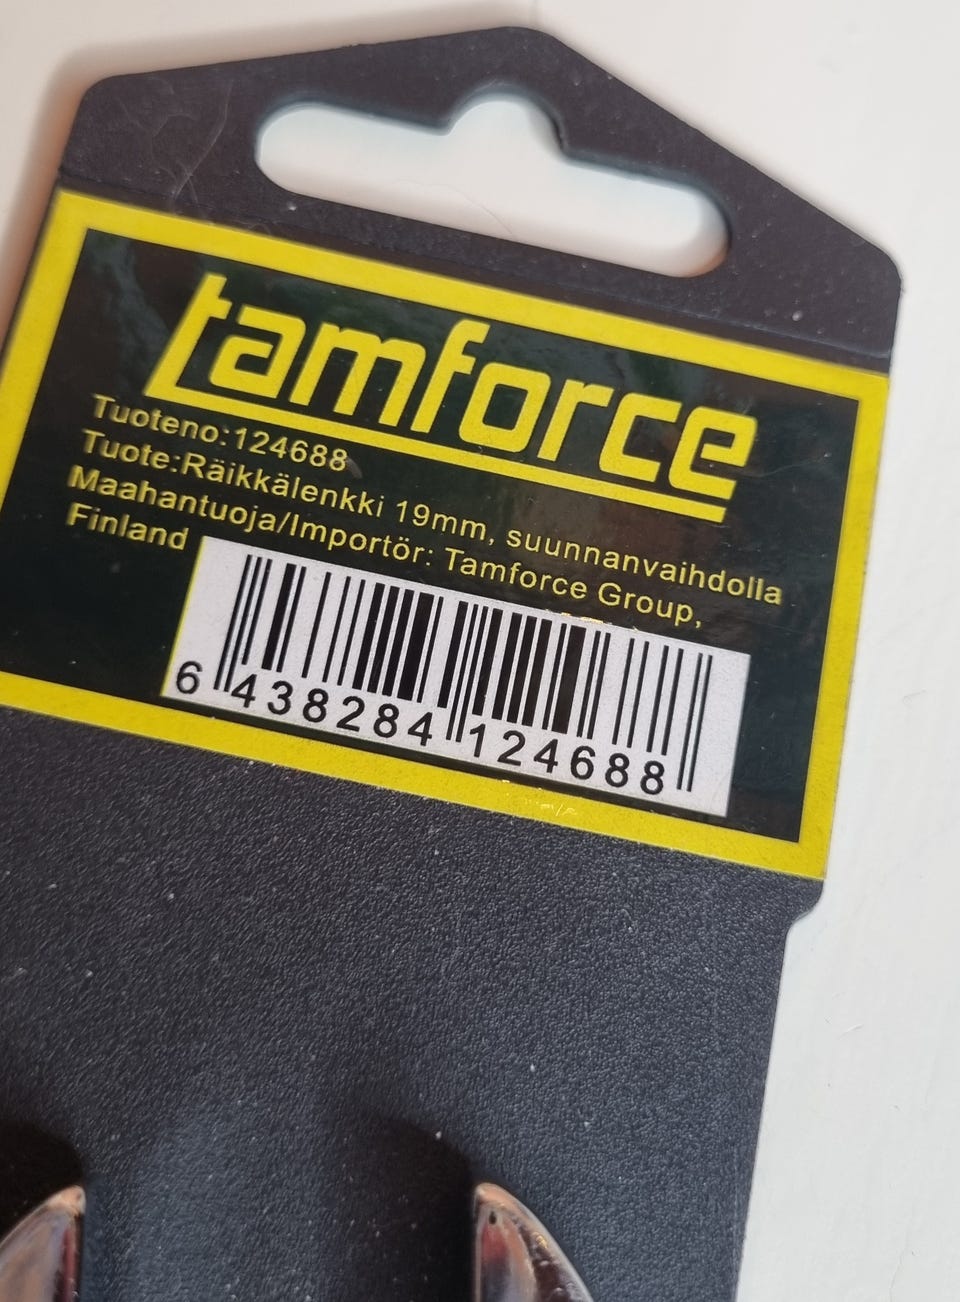 tamforce
Tuoteno:124688
Tuote:Räikkälenkki 19mm, suunnanvaihdolla
Maahantuoja/Importör: Tamforce Group,
Finland
6 438284 124688